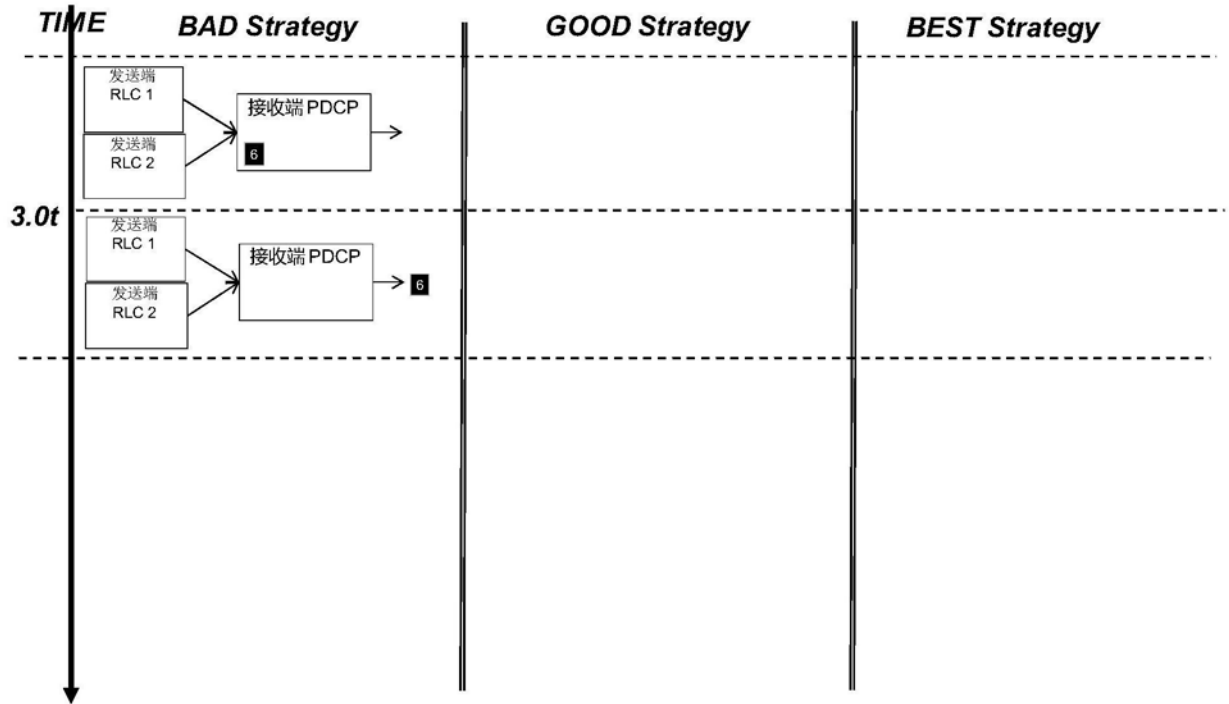 TIME
BAD Strategy
GOOD Strategy
BEST Strategy
发送端
RLC 1
接收端 PDCP
发送端
RLC 2
6
3.0t
发送端
RLC 1
接收端 PDCP
发送端
RLC 2
6